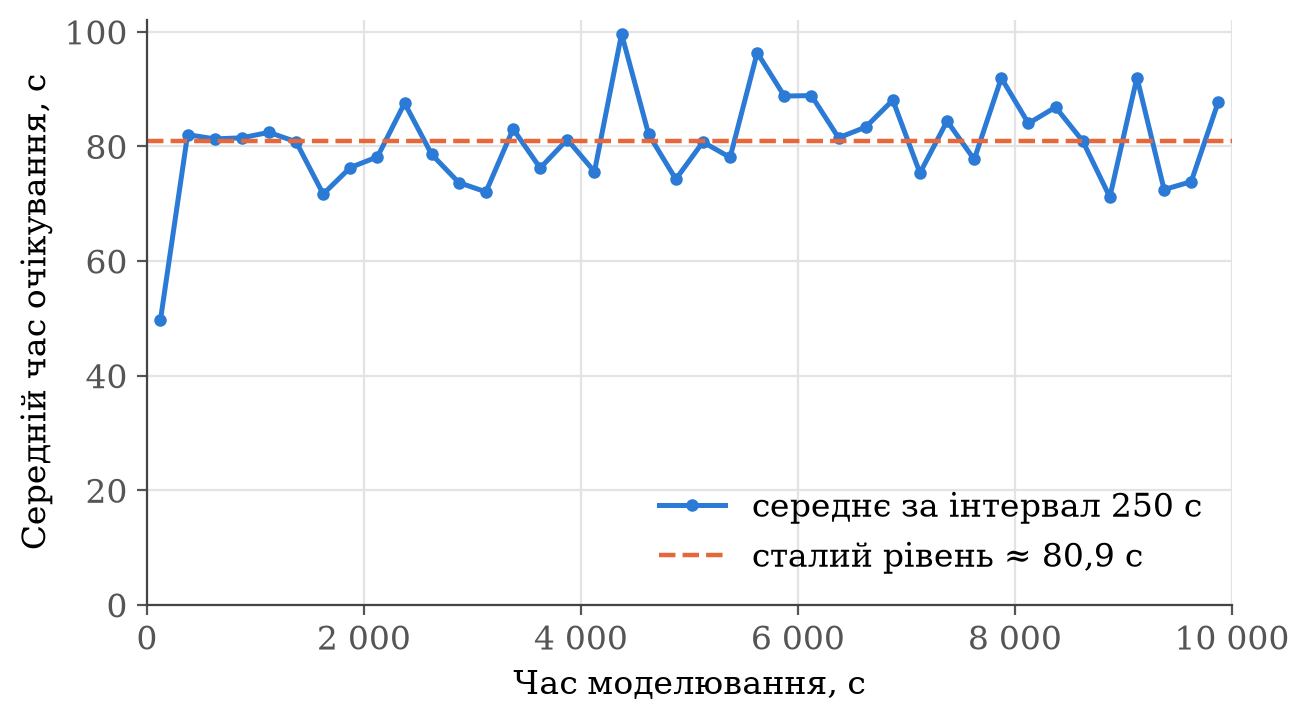 Середній час очікування, с
100
80
60
40
20
0
середнє за інтервал 250 с
сталий рівень ≈ 80,9 с
0 2 000 4 000 6 000 8 000 10 000
Час моделювання, с